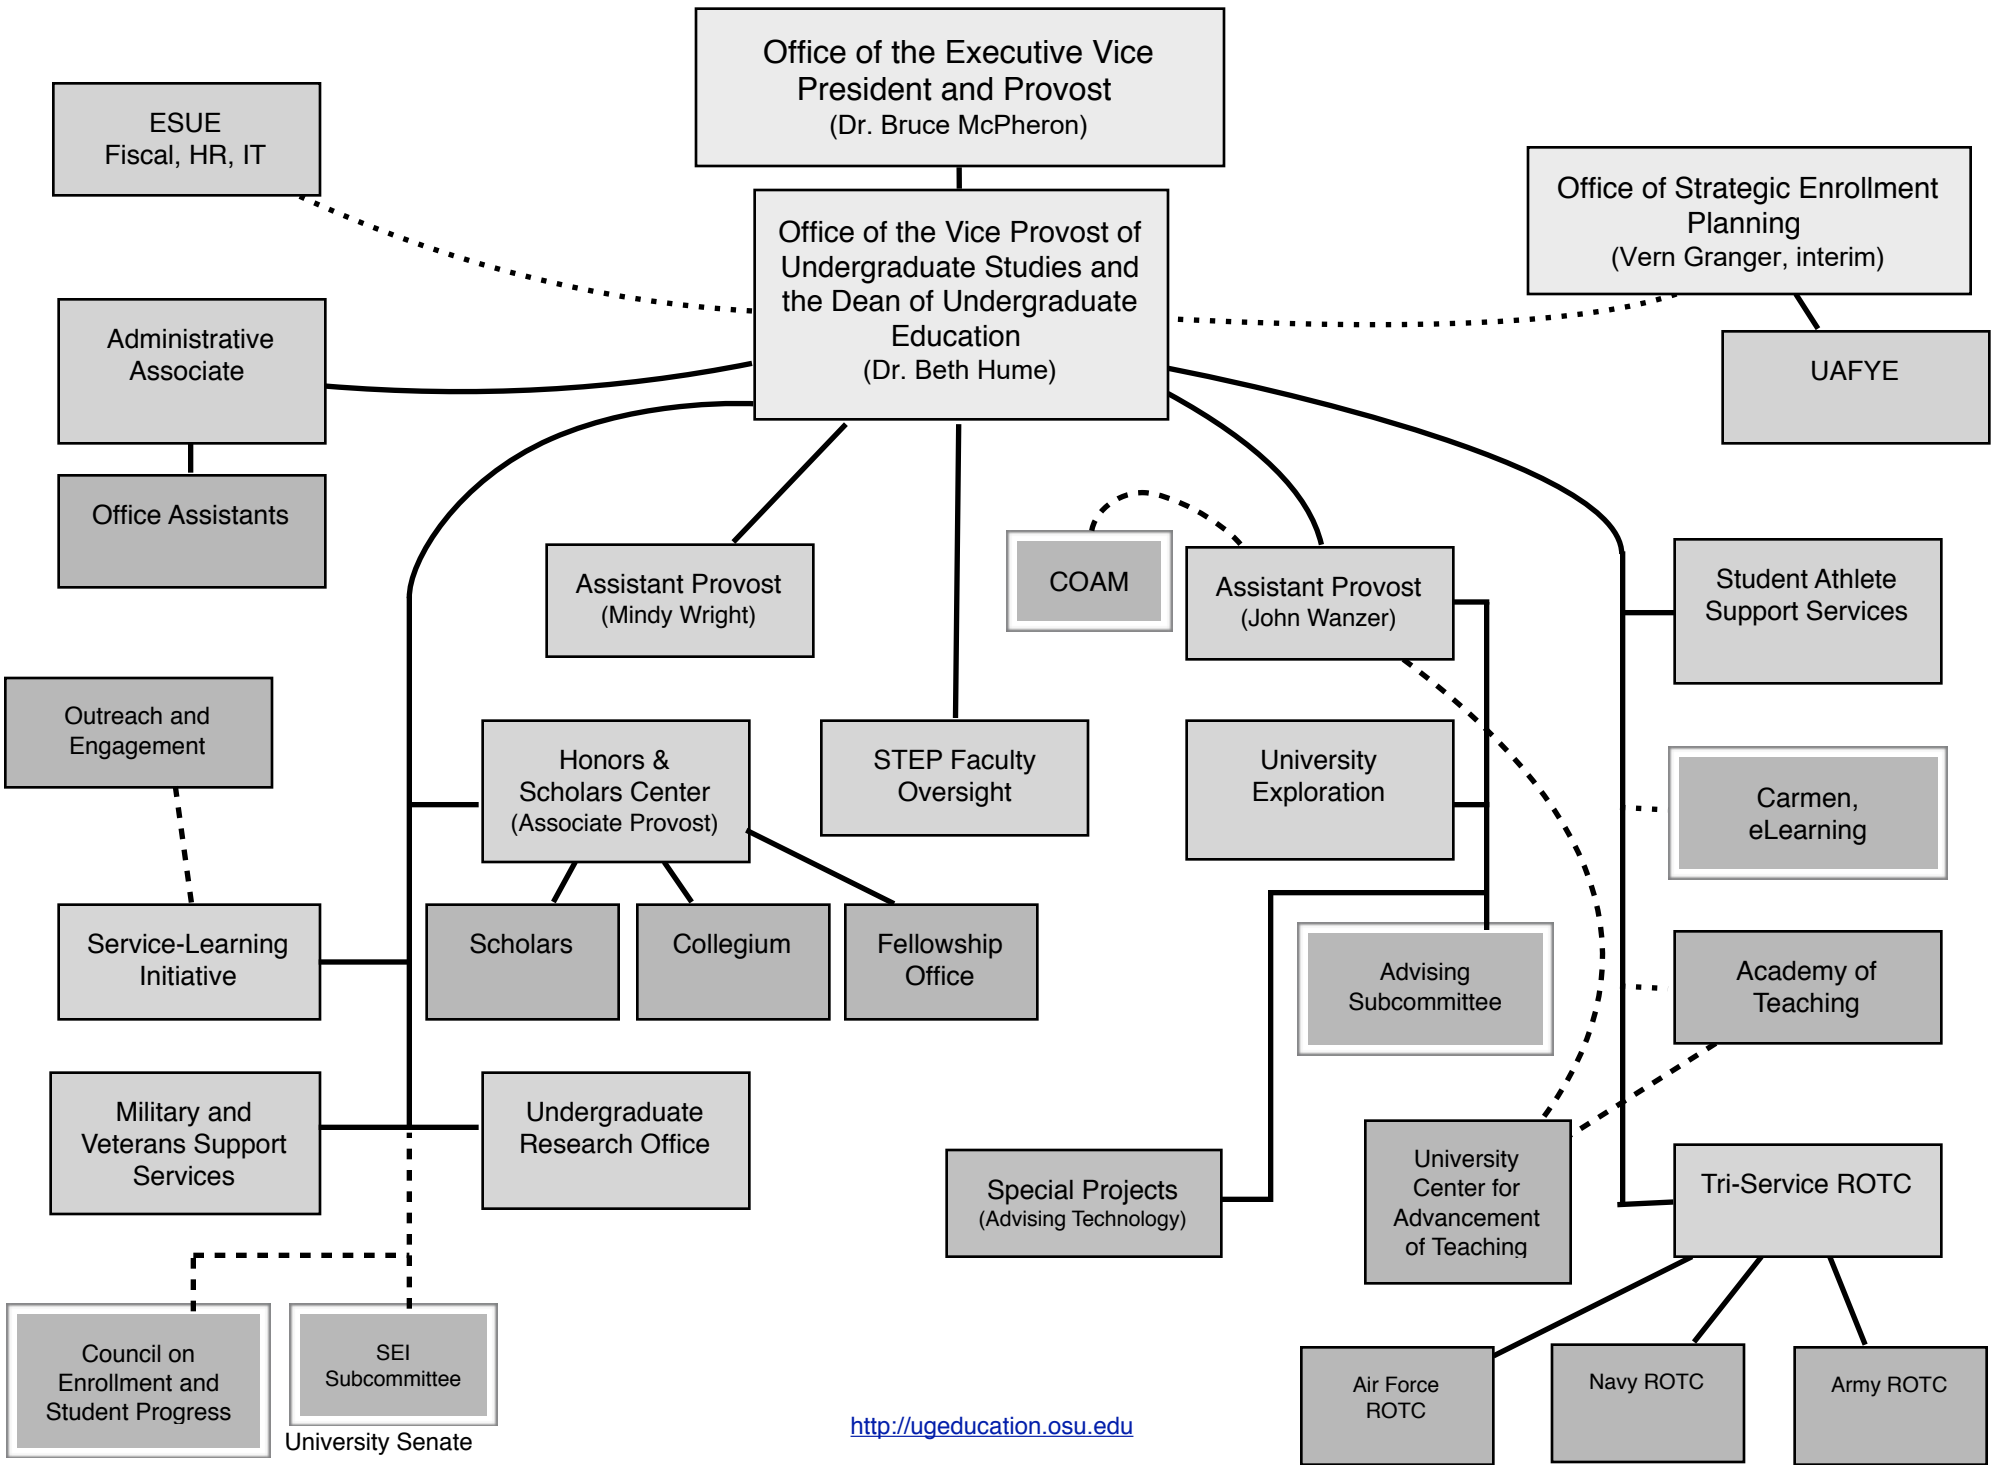 Office of the Executive Vice
President and Provost
(Dr. Bruce McPheron)
ESUE
Fiscal, HR, IT
Office of Strategic Enrollment
Planning
(Vern Granger, interim)
Office of the Vice Provost of
Undergraduate Studies and
the Dean of Undergraduate
Education
(Dr. Beth Hume)
Administrative
Associate
UAFYE
Office Assistants
Assistant Provost
(Mindy Wright)
COAM
Assistant Provost
(John Wanzer)
Student Athlete
Support Services
Outreach and
Engagement
Honors &
Scholars Center
(Associate Provost)
STEP Faculty
Oversight
University
Exploration
Carmen,
eLearning
Service-Learning
Initiative
Scholars
Collegium
Fellowship
Office
Advising
Subcommittee
Academy of
Teaching
Military and
Veterans Support
Services
Undergraduate
Research Office
Special Projects
(Advising Technology)
University
Center for
Advancement
of Teaching
Tri-Service ROTC
Council on
Enrollment and
Student Progress
SEI
Subcommittee
University Senate
http://ugeducation.osu.edu
Air Force
ROTC
Navy ROTC
Army ROTC